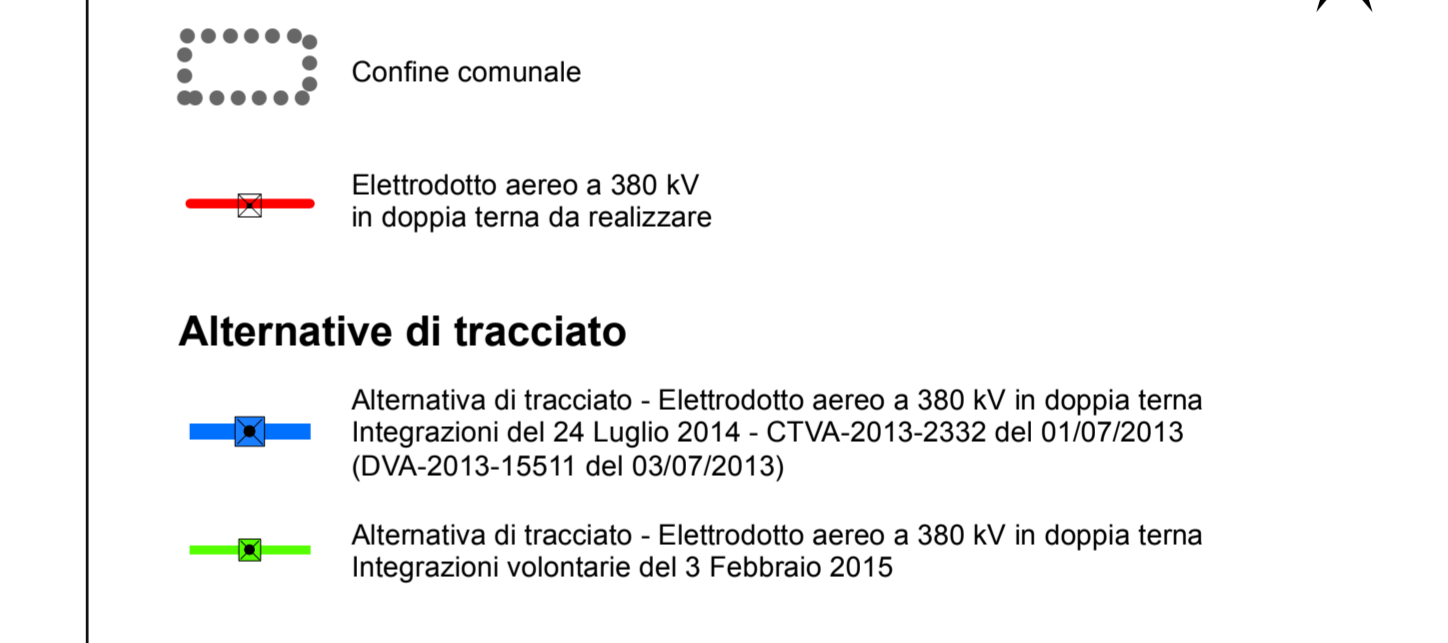 Confine comunale
Elettrodotto aereo a 380 kV
in doppia terna da realizzare
Alternative di tracciato
Alternativa di tracciato - Elettrodotto aereo a 380 kV in doppia terna
Integrazioni del 24 Luglio 2014 - CTVA-2013-2332 del 01/07/2013
(DVA-2013-15511 del 03/07/2013)
Alternativa di tracciato - Elettrodotto aereo a 380 kV in doppia terna
Integrazioni volontarie del 3 Febbraio 2015